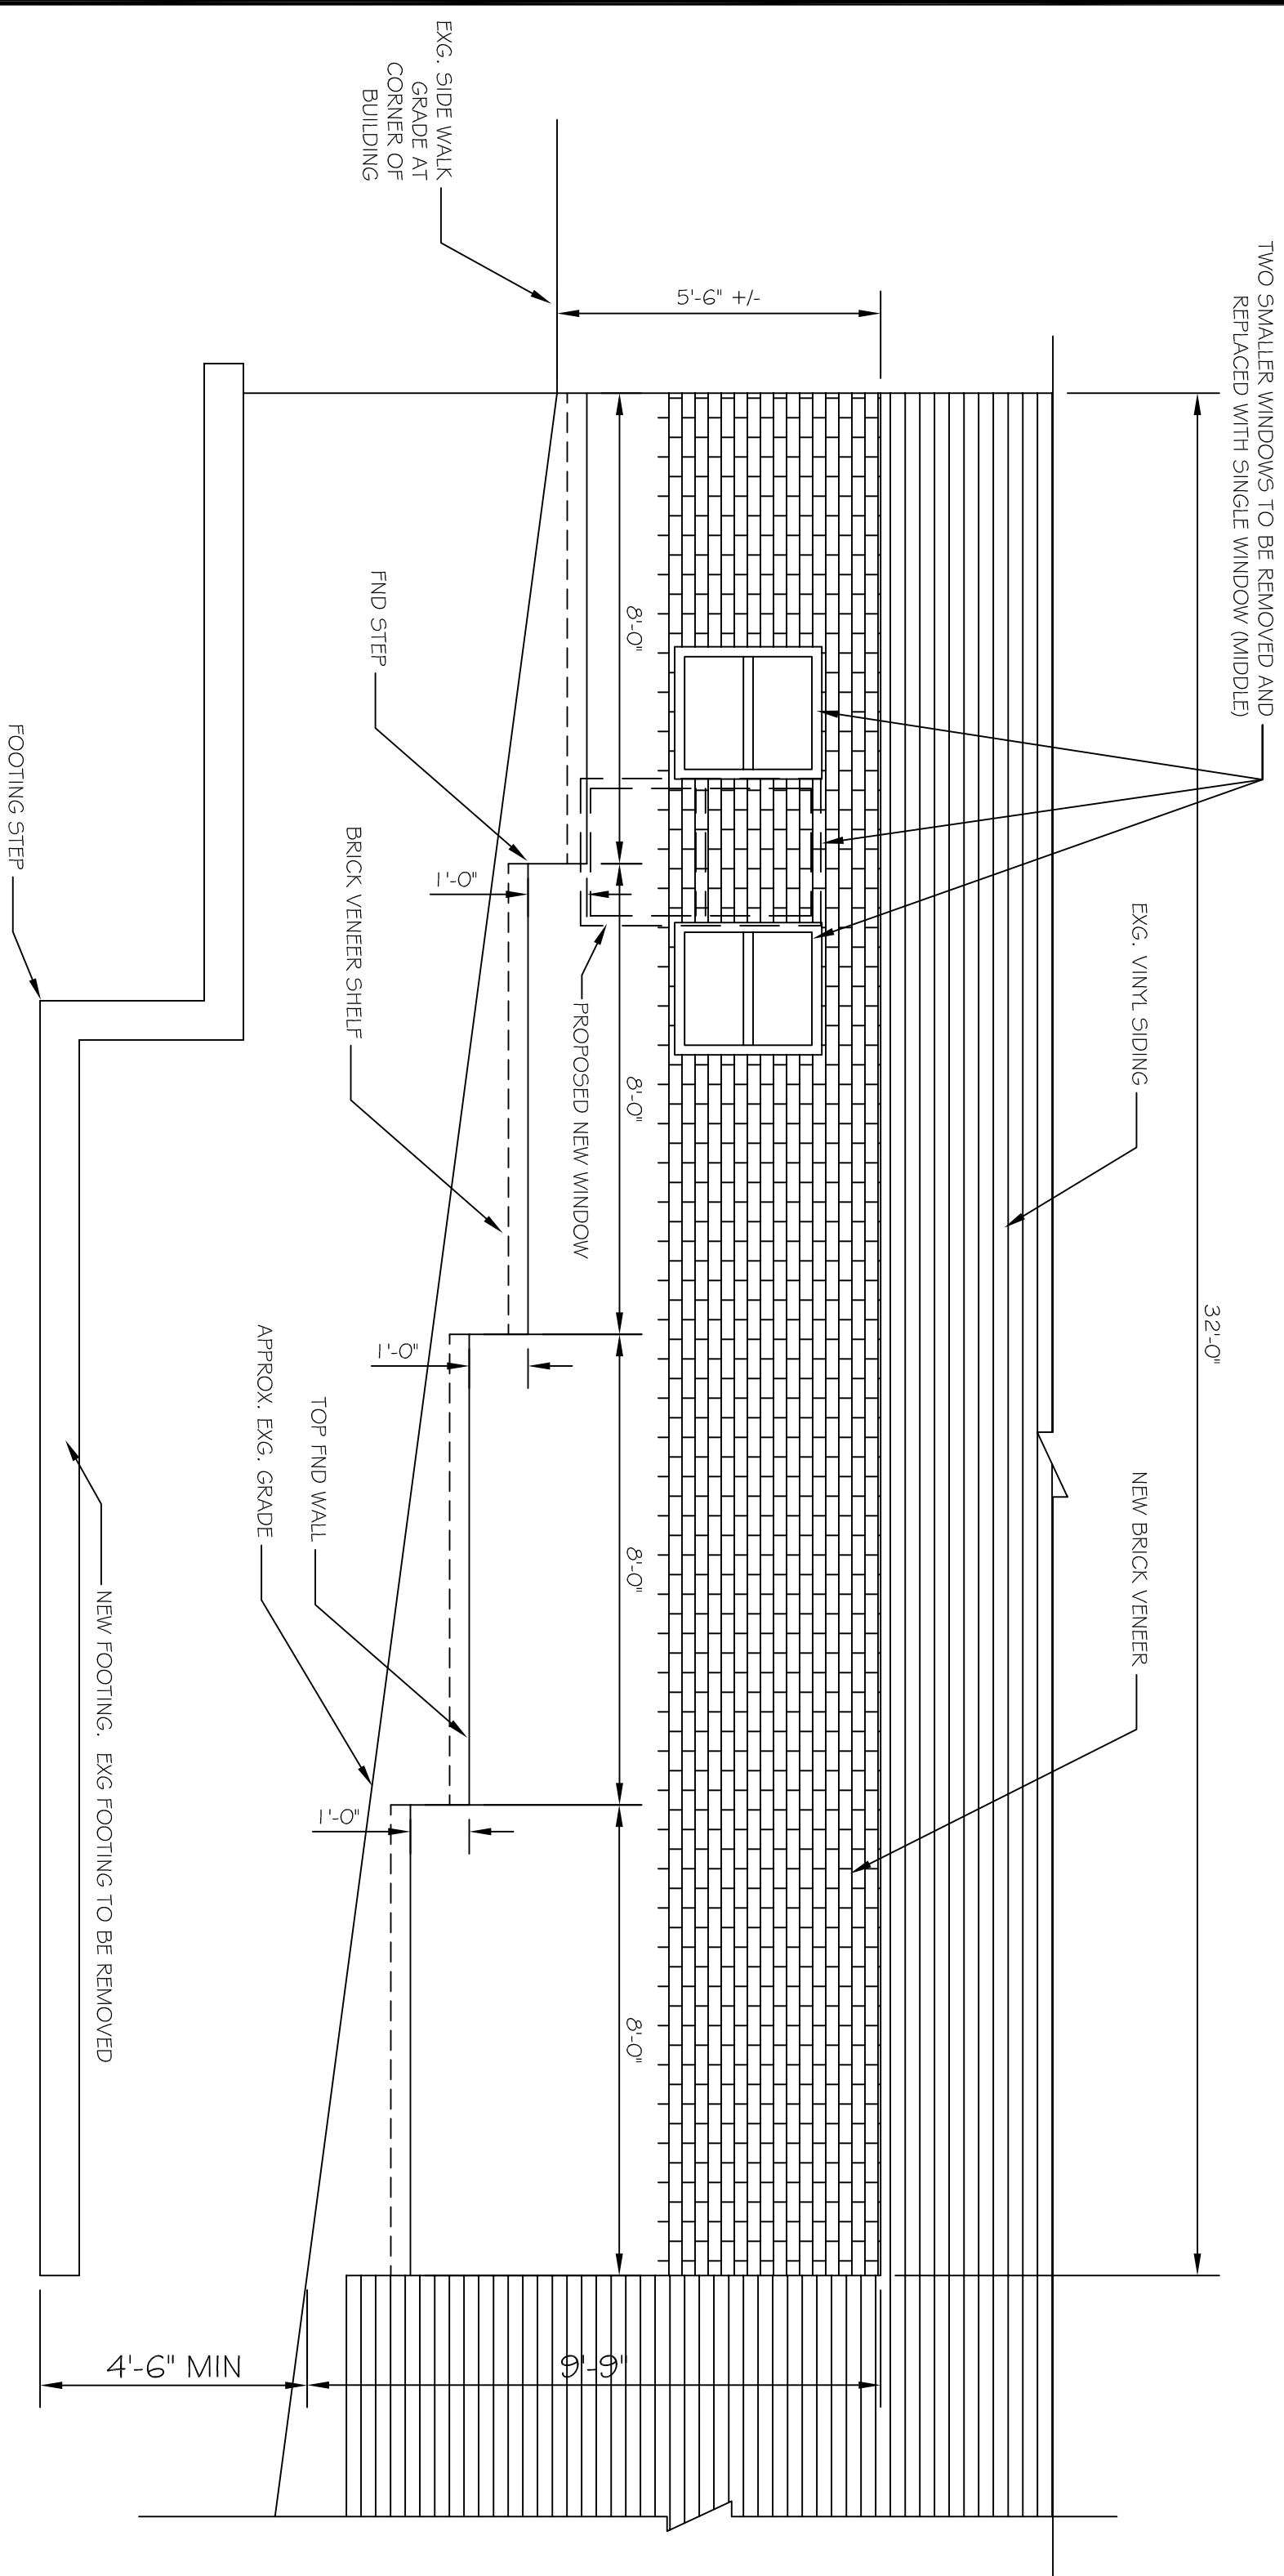 TWO SMALLER WINDOWS TO BE REMOVED AND
REPLACED WITH SINGLE WINDOW (MIDDLE)
EXG. VINYL SIDING
NEW BRICK VENEER
32'-0"
EXG. SIDE WALK
GRADE AT
CORNER OF
BUILDING
5'-6" +/-
8'-0"
8'-0"
8'-0"
8'-0"
PROPOSED NEW WINDOW
FND STEP
BRICK VENEER SHELF
1'-0"
1'-0"
1'-0"
TOP FND WALL
APPROX. EXG. GRADE
9'-9"
4'-6" MIN
NEW FOOTING. EXG FOOTING TO BE REMOVED
FOOTING STEP